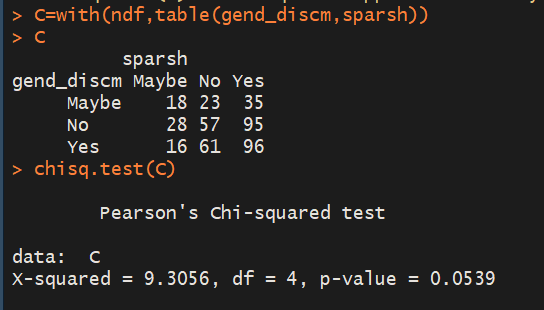 > C=with(ndf,table(gend_discm,sparsh))
> C
sparsh
gend_discm Maybe No Yes
Maybe 18 23 35
No 28 57 95
Yes 16 61 96
> chisq.test(C)
Pearson's Chi-squared test
data: C
X-squared = 9.3056, df = 4, p-value = 0.0539